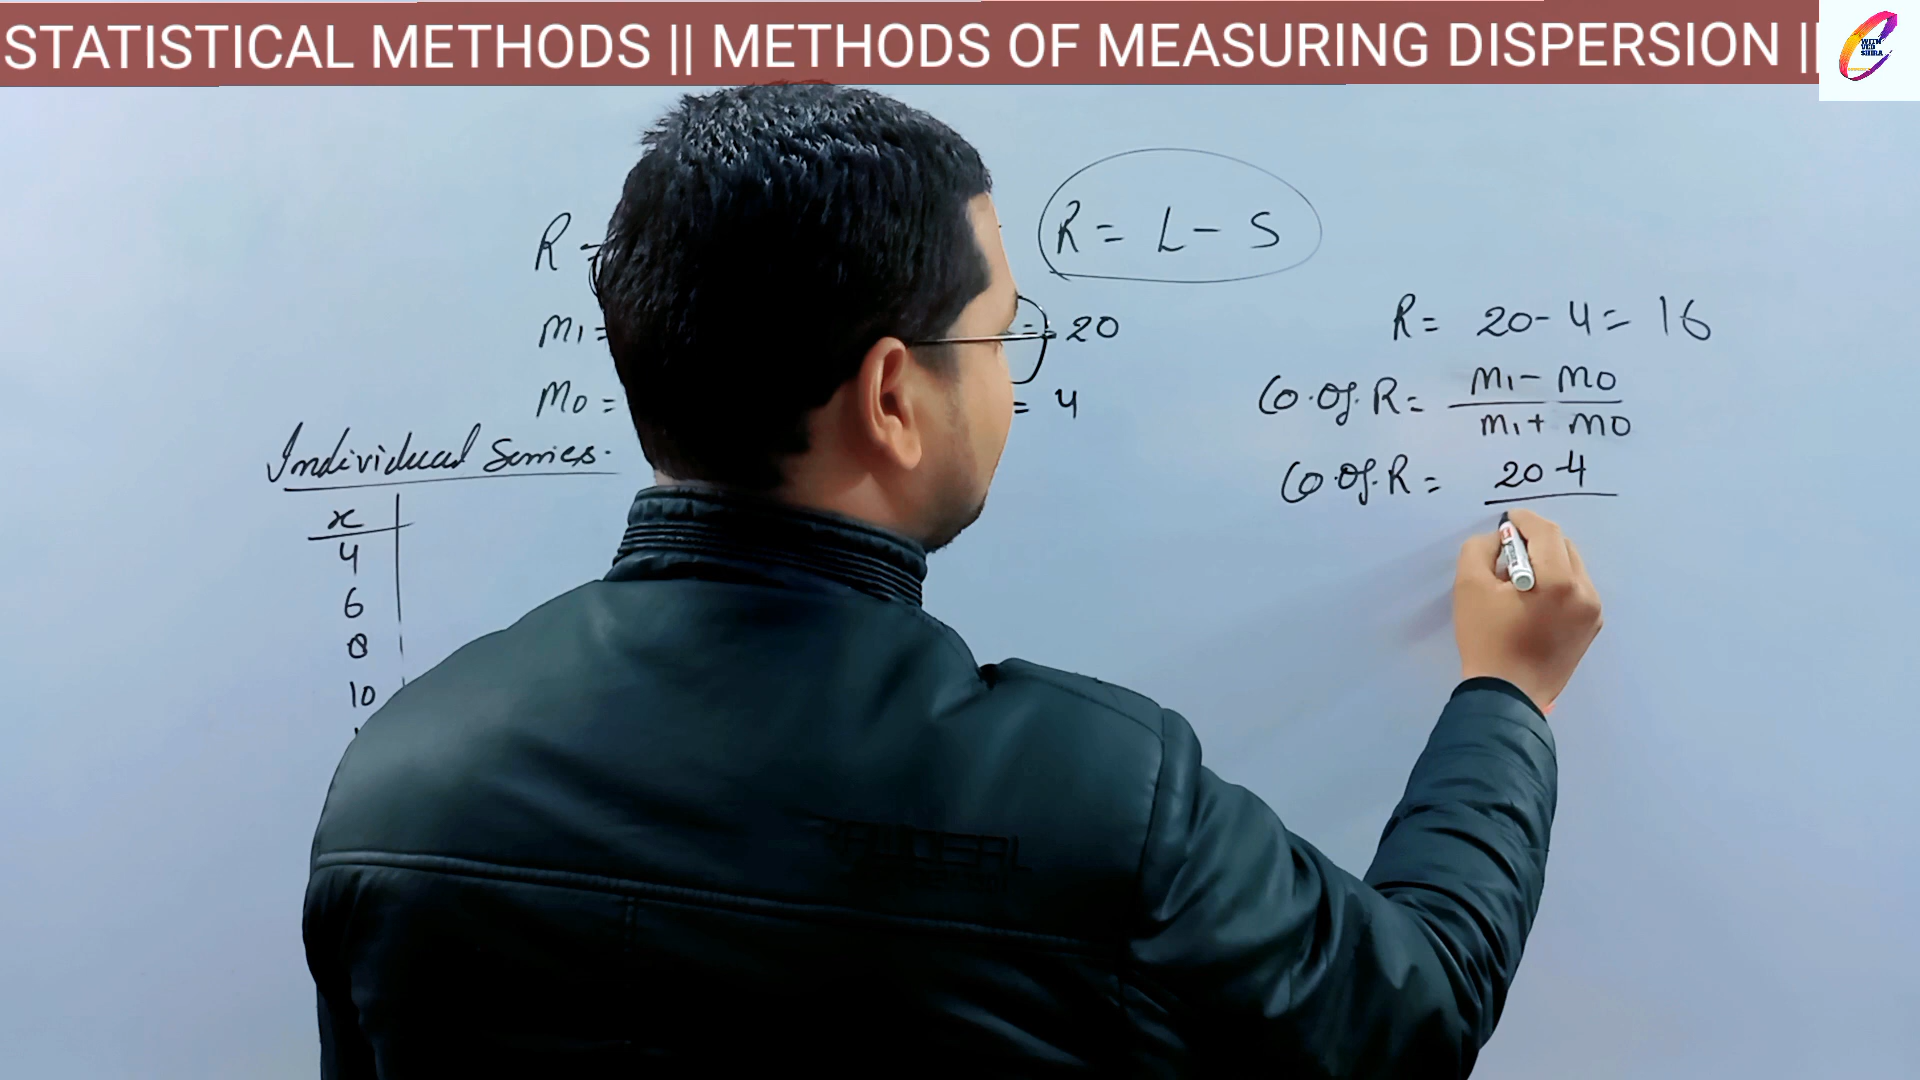 STATISTICAL METHODS || METHODS OF MEASURING DISPERSION ||
WITH
R = L - S
R
M1 =
= 20
M0 =
= 4
R = 20 - 4 = 16
Co. Of. R = M1 - M0
M1 + M0
Co. Of. R = 20 - 4
Individual Series.
x
4
6
8
10